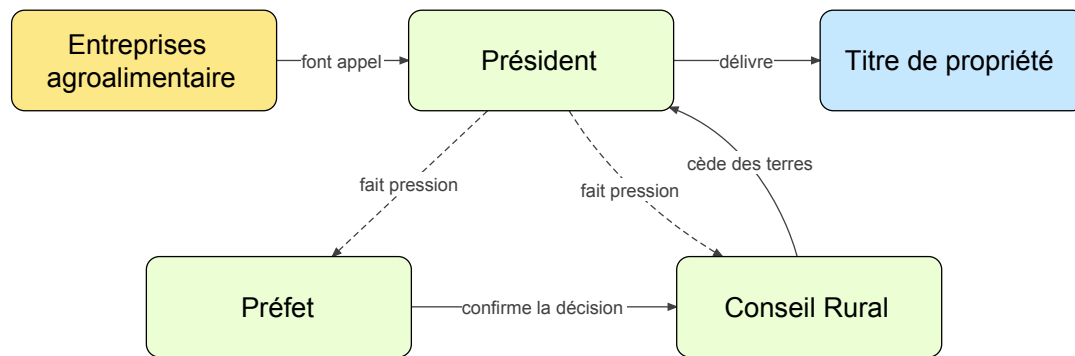 Entreprises
agroalimentaire
font appel
Président
délivre
Titre de propriété
fait pression
fait pression
cède des terres
Préfet
confirme la décision
Conseil Rural